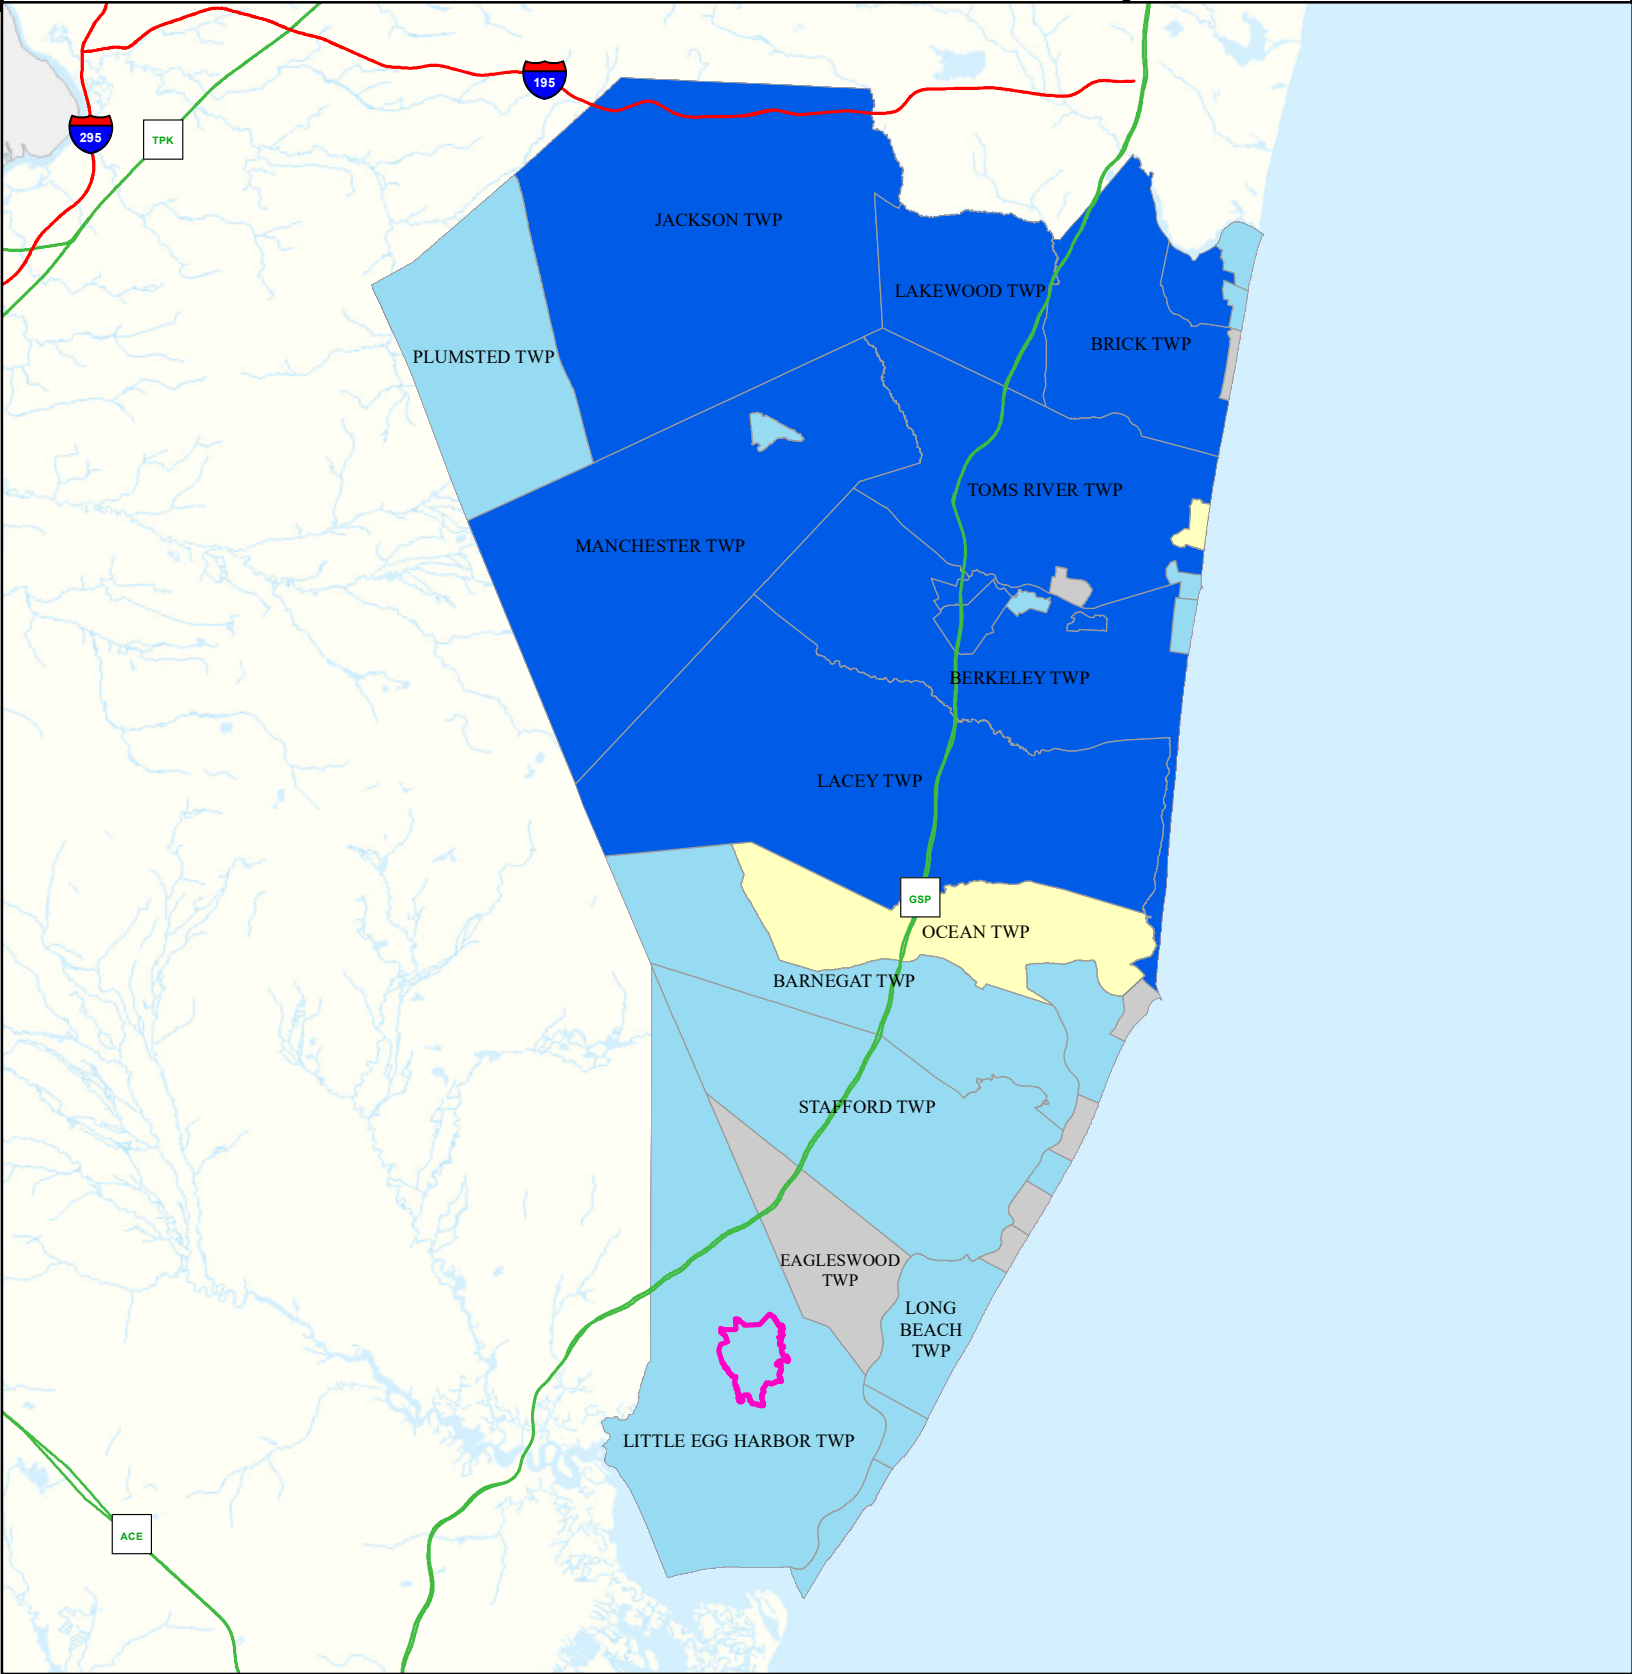 195
295
TPK
JACKSON TWP
LAKEWOOD TWP
BRICK TWP
PLUMSTED TWP
TOMS RIVER TWP
MANCHESTER TWP
BERKELEY TWP
LACEY TWP
GSP
OCEAN TWP
BARNEGAT TWP
STAFFORD TWP
EAGLESWOOD
TWP
LONG
BEACH
TWP
LITTLE EGG HARBOR TWP
ACE